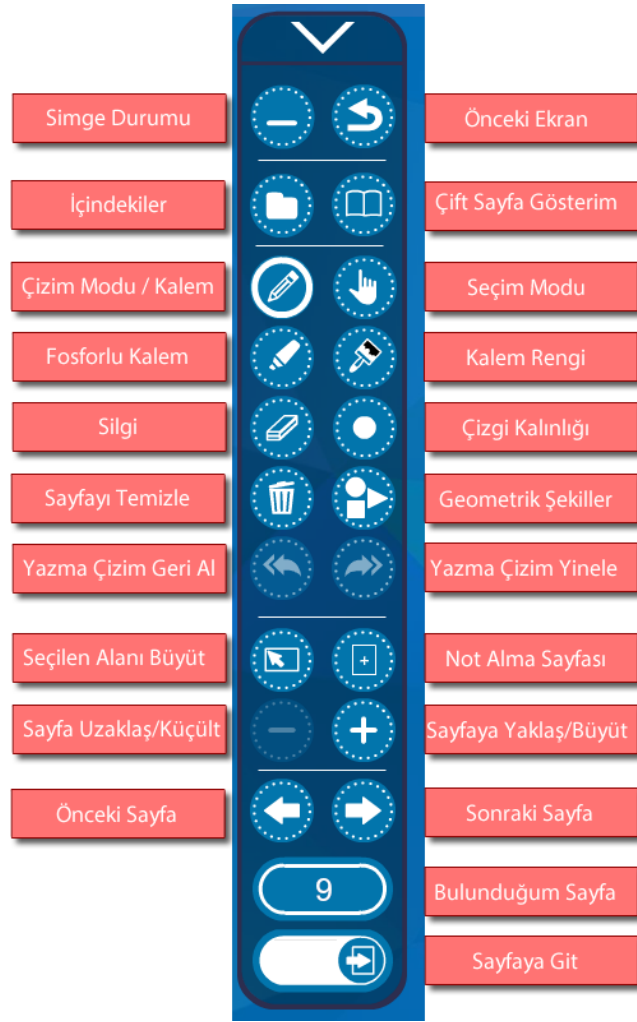 Simge Durumu
Önceki Ekran
İçindekiler
Çift Sayfa Gösterim
Çizim Modu / Kalem
Seçim Modu
Fosforlu Kalem
Kalem Rengi
Silgi
Çizgi Kalınlığı
Sayfayı Temizle
Geometrik Şekiller
Yazma Çizim Geri Al
Yazma Çizim Yinele
Seçilen Alanı Büyüt
Not Alma Sayfası
Sayfa Uzaklaş/Küçült
Sayfaya Yaklaş/Büyüt
Önceki Sayfa
Sonraki Sayfa
9
Bulunduğum Sayfa
Sayfaya Git